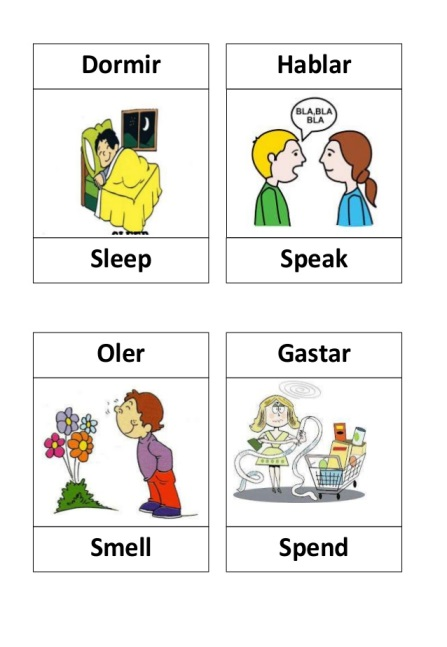 Dormir
Hablar
BLA,BLA
BLA
Sleep
Speak
Oler
Gastar
Smell
Spend